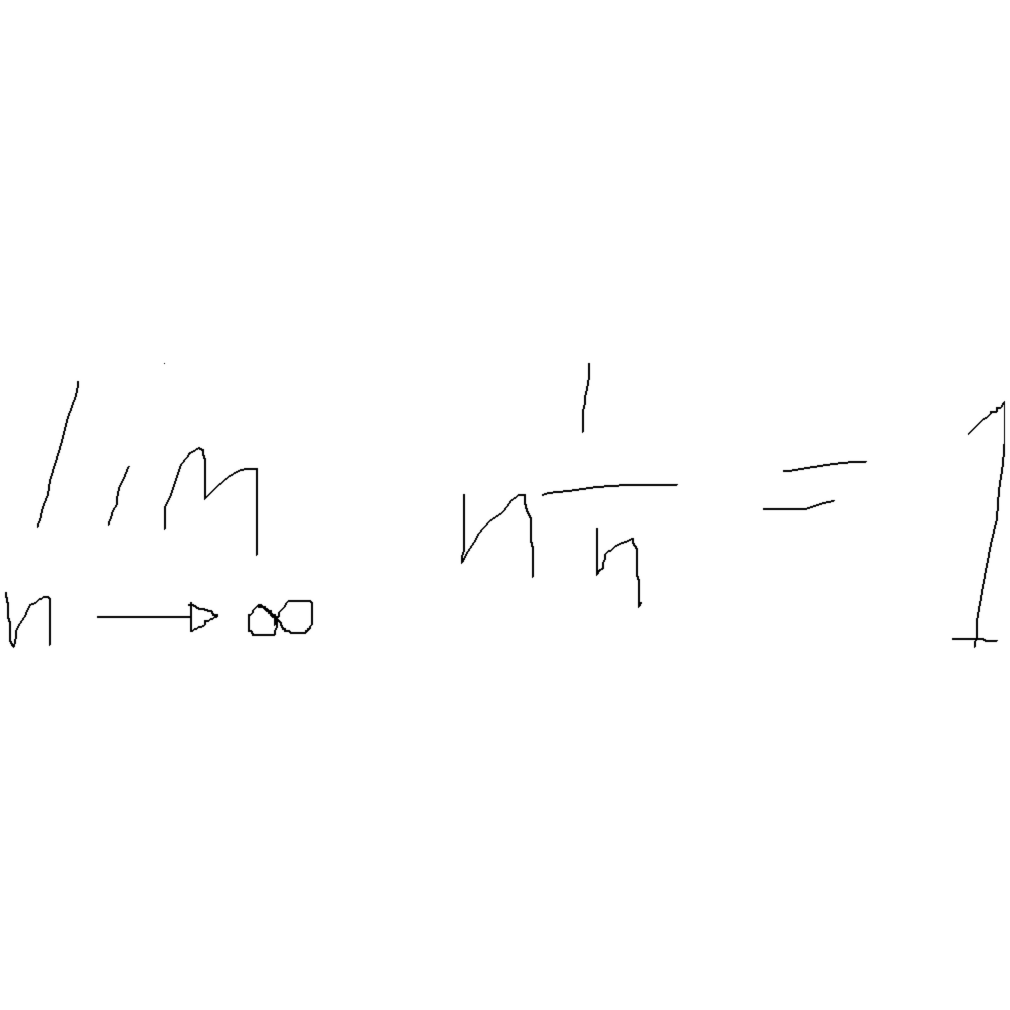 lim n^(1/n) = 1
n → ∞